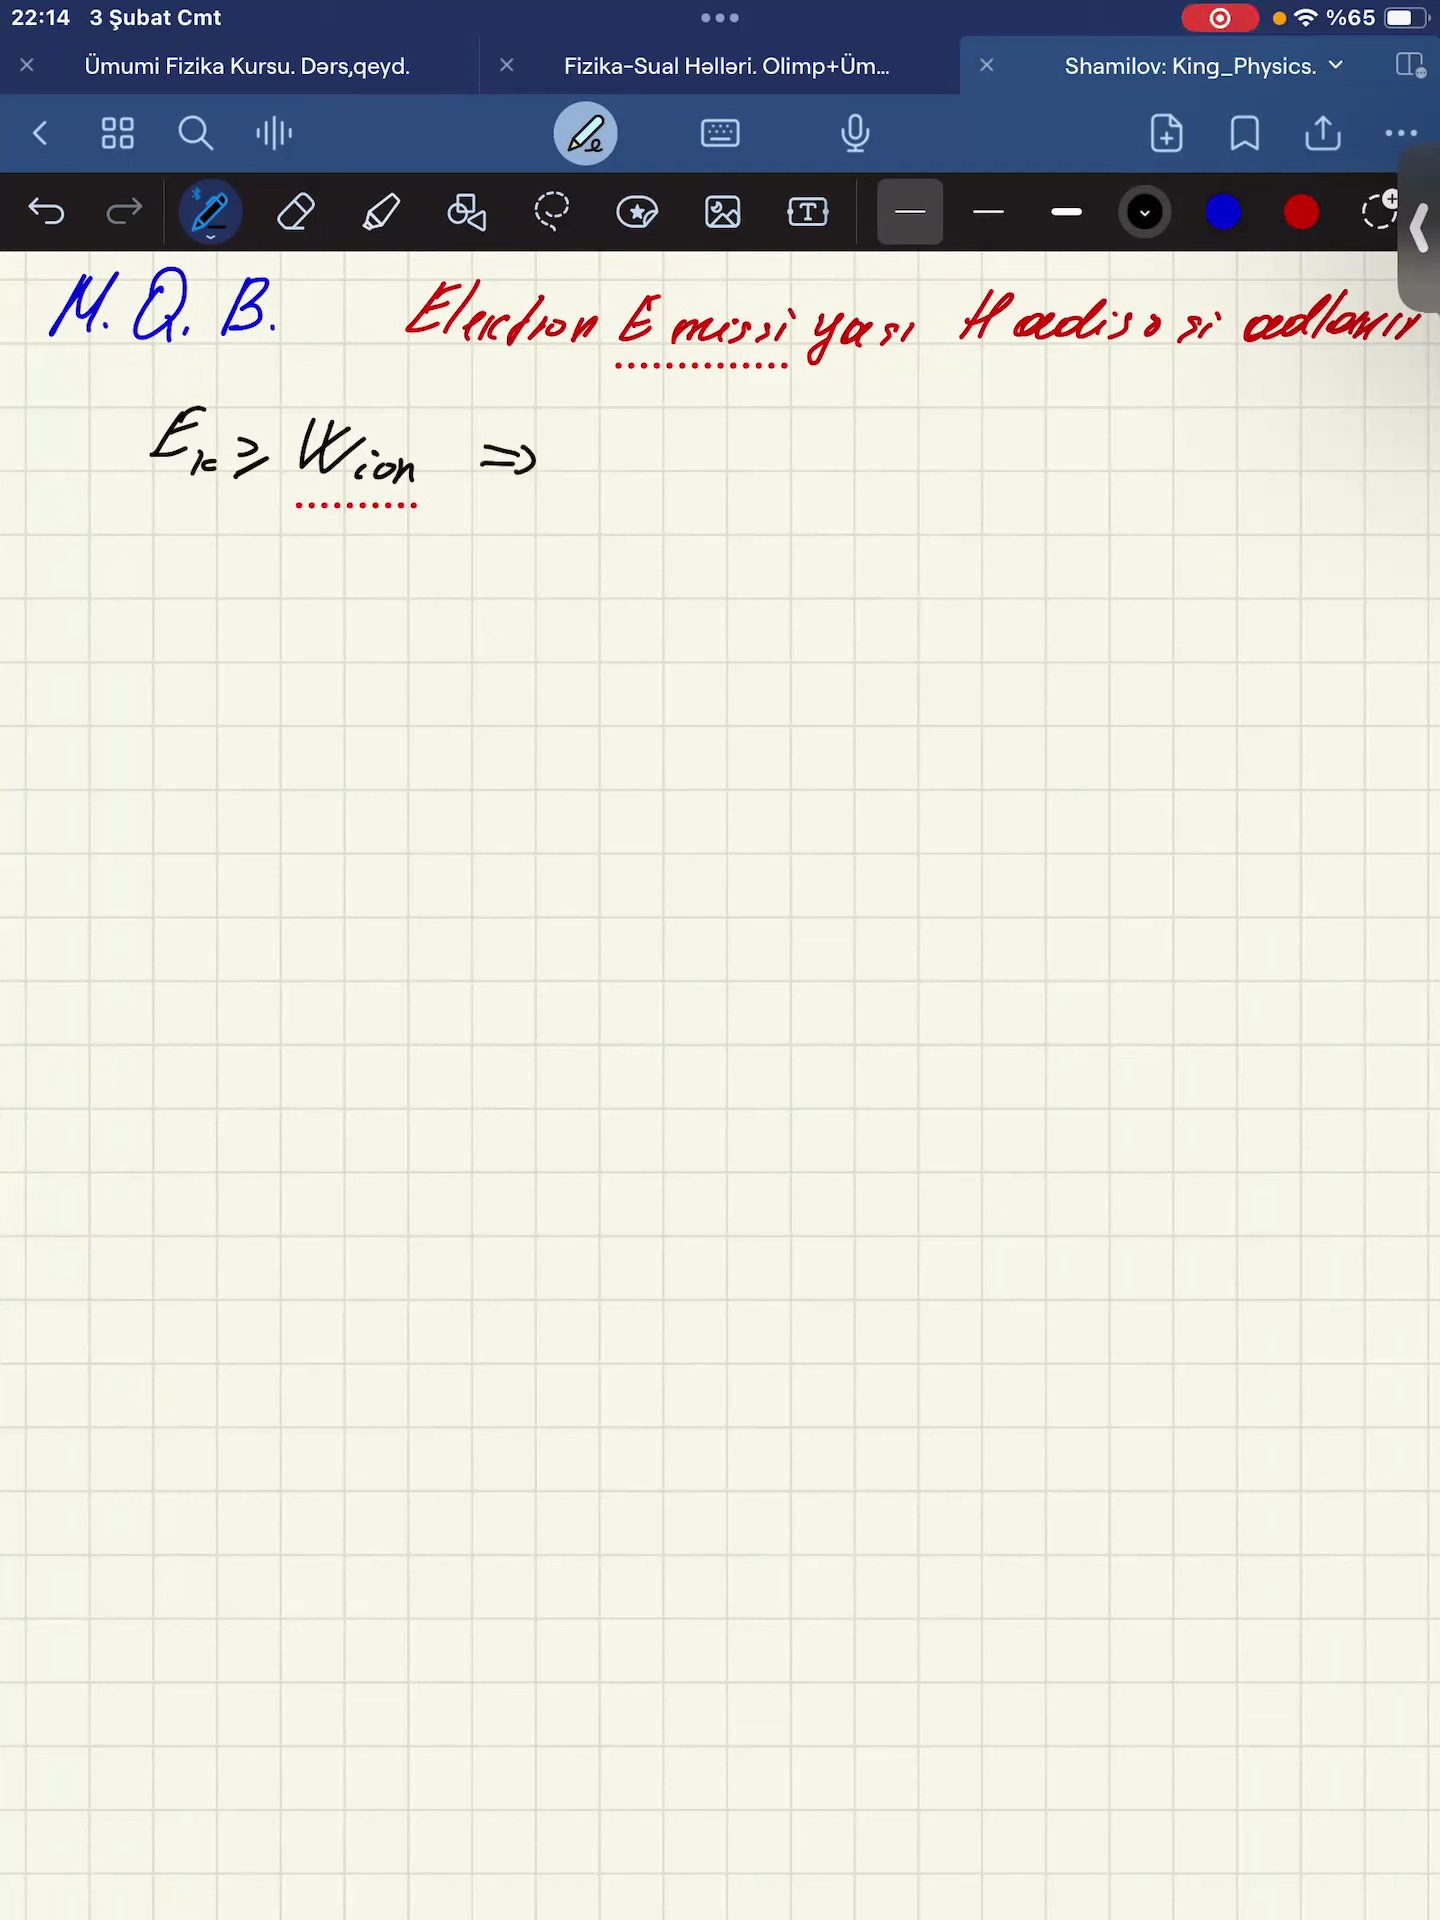 22:14 3 Şubat Cmt %65
Ümumi Fizika Kursu. Dərs,qeyd. Fizika-Sual Həlləri. Olimp+Üm... Shamilov: King_Physics.
M. Q. B. Elektron Emissiyası Hadisəsi adlanır
Eₖ ⩾ Wion ⇒